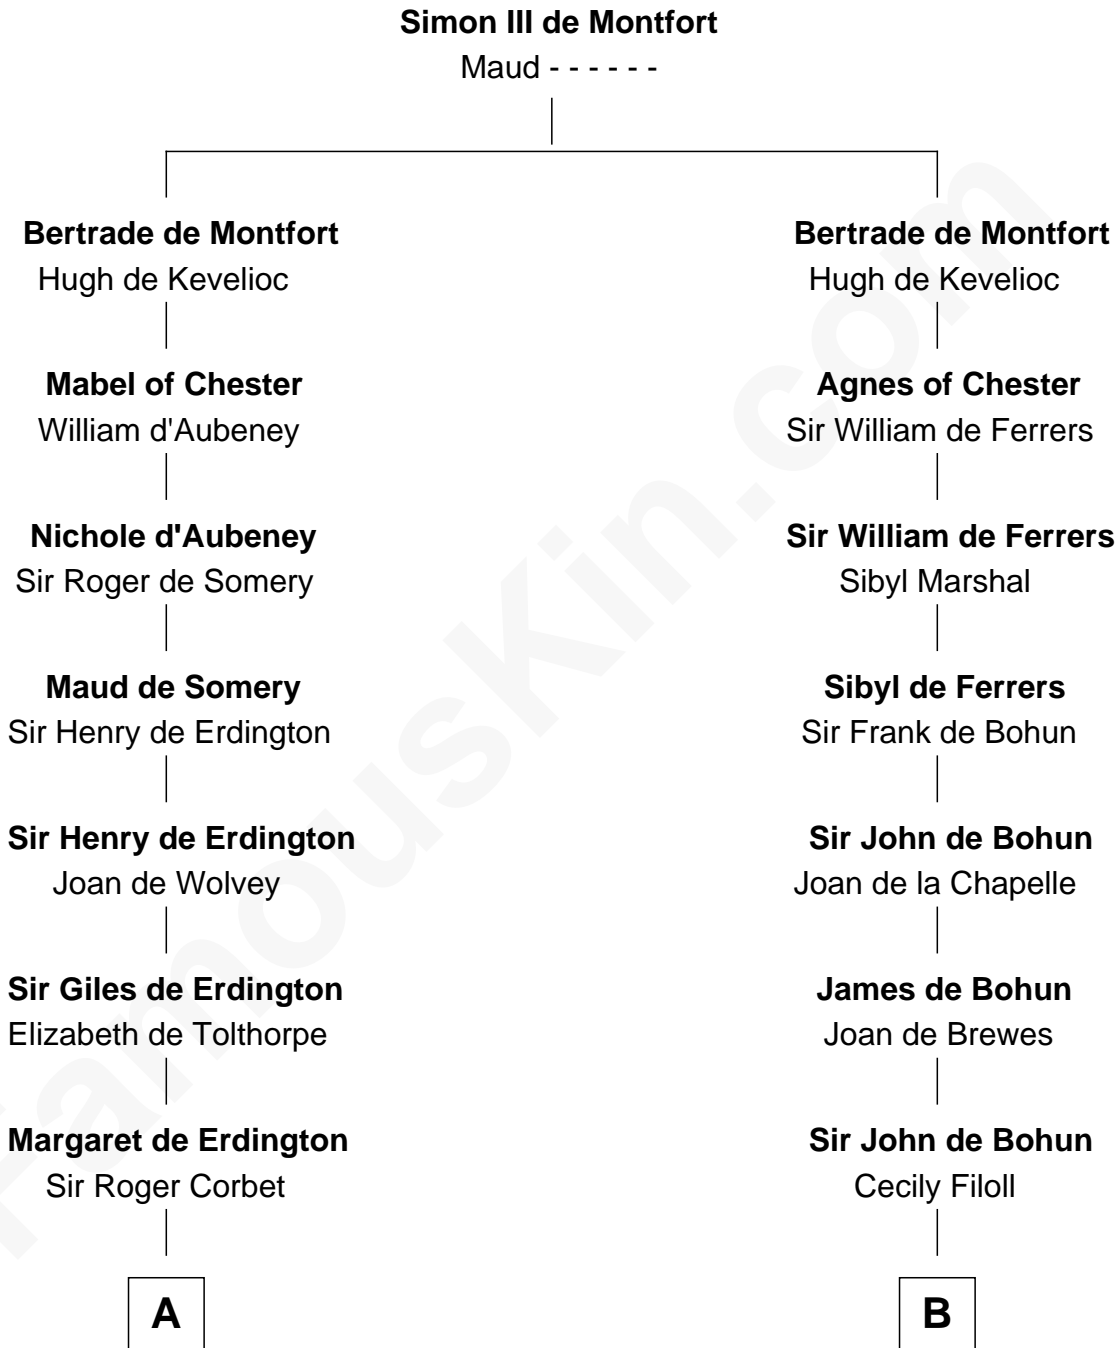 Simon III de Montfort
Maud - - - - - -
Bertrade de Montfort
Hugh de Kevelioc
Mabel of Chester
William d'Aubeney
Nichole d'Aubeney
Sir Roger de Somery
Maud de Somery
Sir Henry de Erdington
Sir Henry de Erdington
Joan de Wolvey
Sir Giles de Erdington
Elizabeth de Tolthorpe
Margaret de Erdington
Sir Roger Corbet
A
Bertrade de Montfort
Hugh de Kevelioc
Agnes of Chester
Sir William de Ferrers
Sir William de Ferrers
Sibyl Marshal
Sibyl de Ferrers
Sir Frank de Bohun
Sir John de Bohun
Joan de la Chapelle
James de Bohun
Joan de Brewes
Sir John de Bohun
Cecily Filoll
B
FamousKin.com